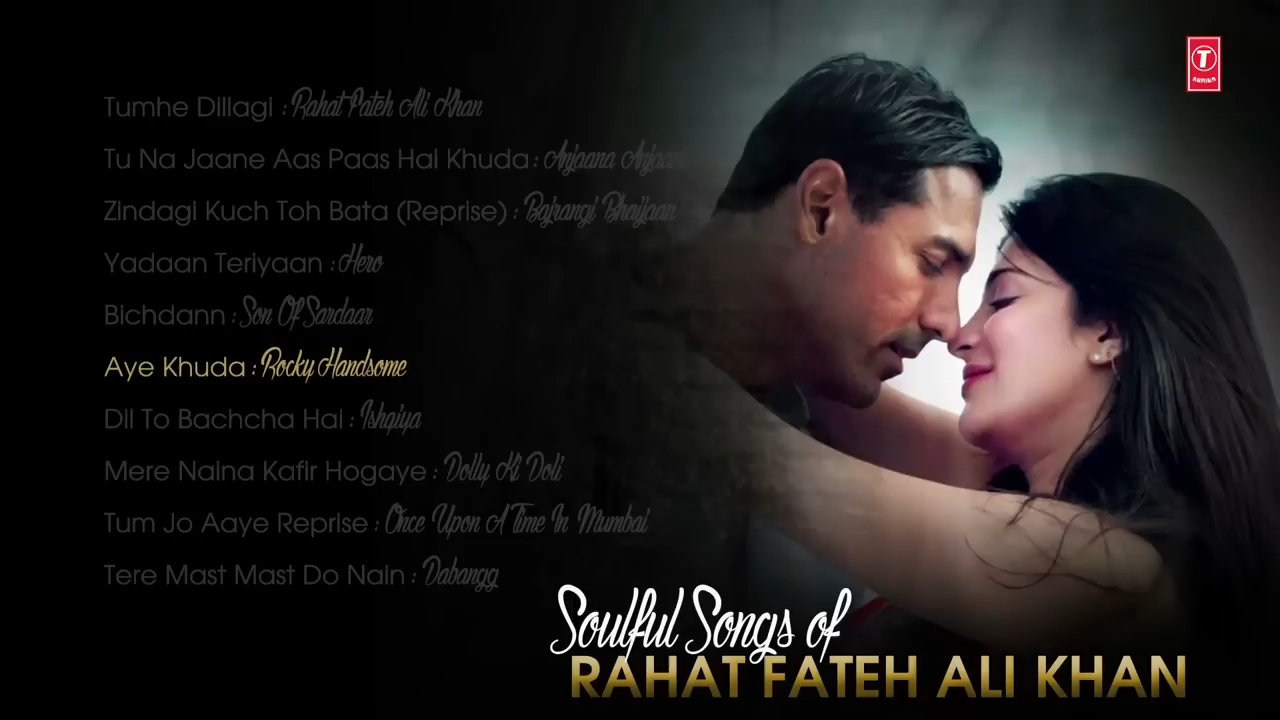 T
SERIES
Tumhe Dillagi : Rahat Fateh Ali Khan
Tu Na Jaane Aas Paas Hai Khuda : Anjaana Anjaani
Zindagi Kuch Toh Bata (Reprise) : Bajrangi Bhaijaan
Yadaan Teriyaan : Hero
Bichdann : Son Of Sardaar
Aye Khuda : Rocky Handsome
Dil To Bachcha Hai : Ishqiya
Mere Naina Kafir Hogaye : Dolly Ki Doli
Tum Jo Aaye Reprise : Once Upon A Time In Mumbai
Tere Mast Mast Do Nain : Dabangg
Soulful Songs of
RAHAT FATEH ALI KHAN